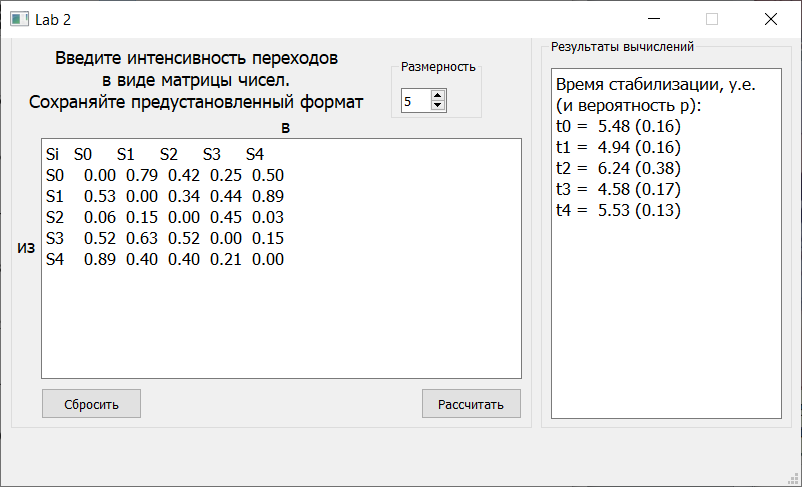 Lab 2
Введите интенсивность переходов
в виде матрицы чисел.
Сохраняйте предустановленный формат
Размерность
5
в
из
Si S0 S1 S2 S3 S4
S0 0.00 0.79 0.42 0.25 0.50
S1 0.53 0.00 0.34 0.44 0.89
S2 0.06 0.15 0.00 0.45 0.03
S3 0.52 0.63 0.52 0.00 0.15
S4 0.89 0.40 0.40 0.21 0.00
Сбросить
Рассчитать
Результаты вычислений
Время стабилизации, у.е.
(и вероятность p):
t0 = 5.48 (0.16)
t1 = 4.94 (0.16)
t2 = 6.24 (0.38)
t3 = 4.58 (0.17)
t4 = 5.53 (0.13)